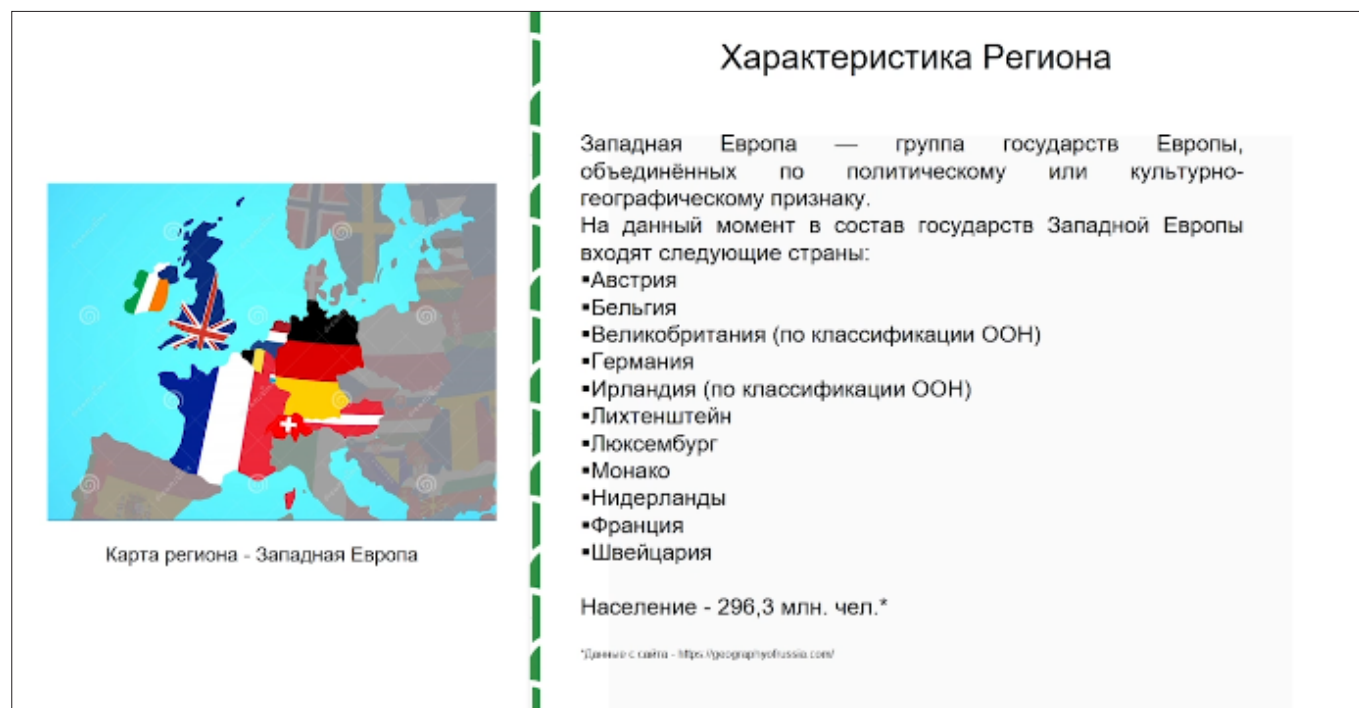 Характеристика Региона
Западная Европа — группа государств Европы,
объединённых по политическому или культурно-
географическому признаку.
На данный момент в состав государств Западной Европы
входят следующие страны:
▪Австрия
▪Бельгия
▪Великобритания (по классификации ООН)
▪Германия
▪Ирландия (по классификации ООН)
▪Лихтенштейн
▪Люксембург
▪Монако
▪Нидерланды
▪Франция
▪Швейцария
Население - 296,3 млн. чел.*
*Данные с сайта - https://geographyofrussia.com/
Карта региона - Западная Европа